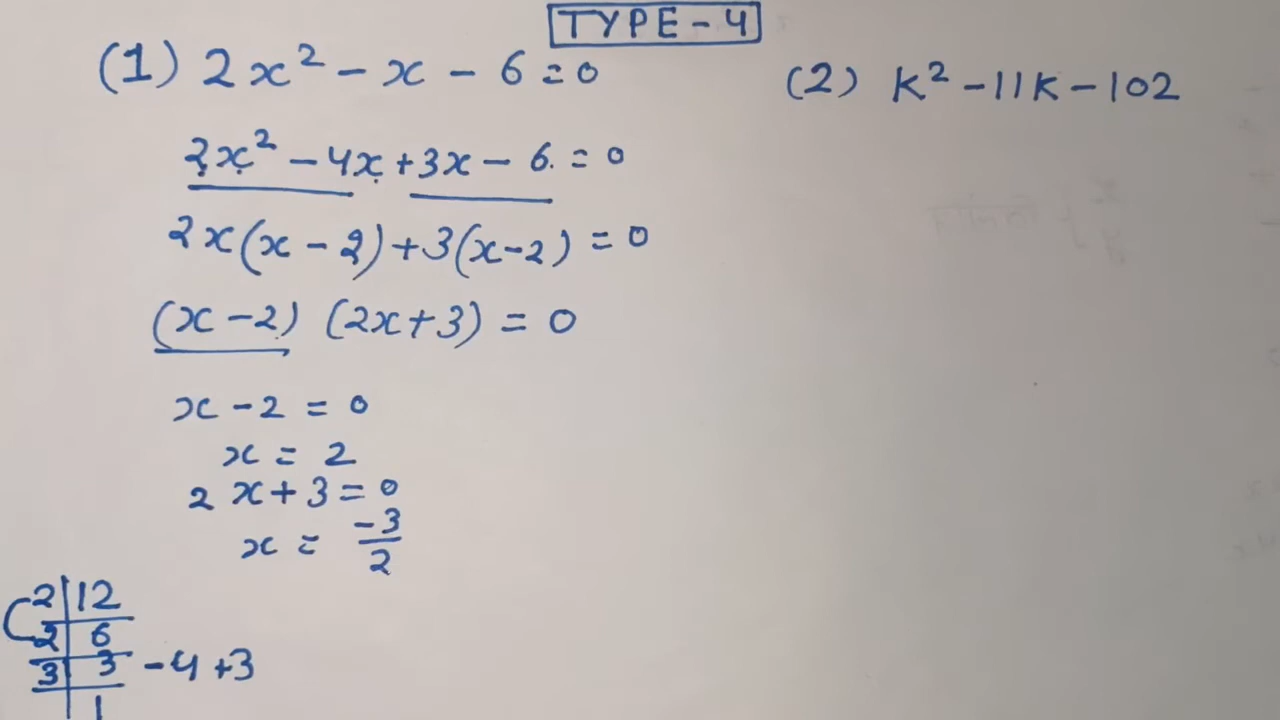 TYPE - 4
(1) 2x² - x - 6 = 0
2x² - 4x + 3x - 6 = 0
2x(x - 2) + 3(x - 2) = 0
(x - 2) (2x + 3) = 0
x - 2 = 0
x = 2
2x + 3 = 0
x = -3/2
2 | 12
2 | 6
3 | 3 -4 +3
1
(2) K² - 11K - 102